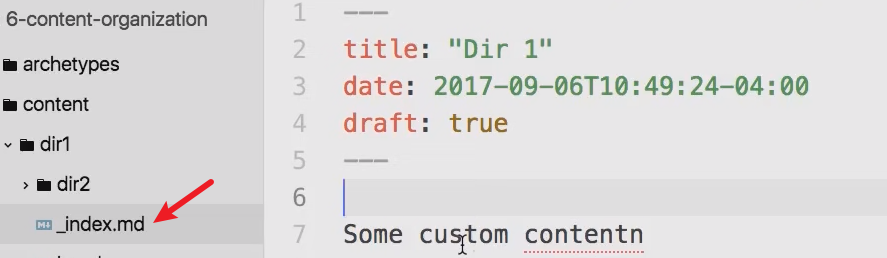 6-content-organization
archetypes
content
dir1
dir2
_index.md
1 ---
2 title: "Dir 1"
3 date: 2017-09-06T10:49:24-04:00
4 draft: true
5 ---
6
7 Some custom contentn